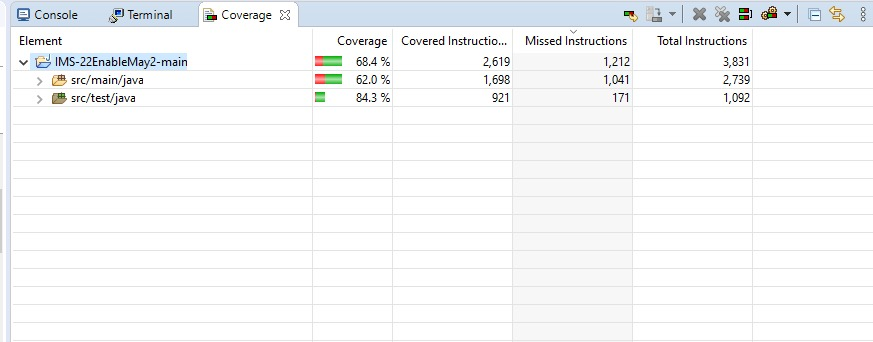 Console Terminal Coverage
Element Coverage Covered Instructio... Missed Instructions Total Instructions
IMS-22EnableMay2-main 68.4 % 2,619 1,212 3,831
src/main/java 62.0 % 1,698 1,041 2,739
src/test/java 84.3 % 921 171 1,092